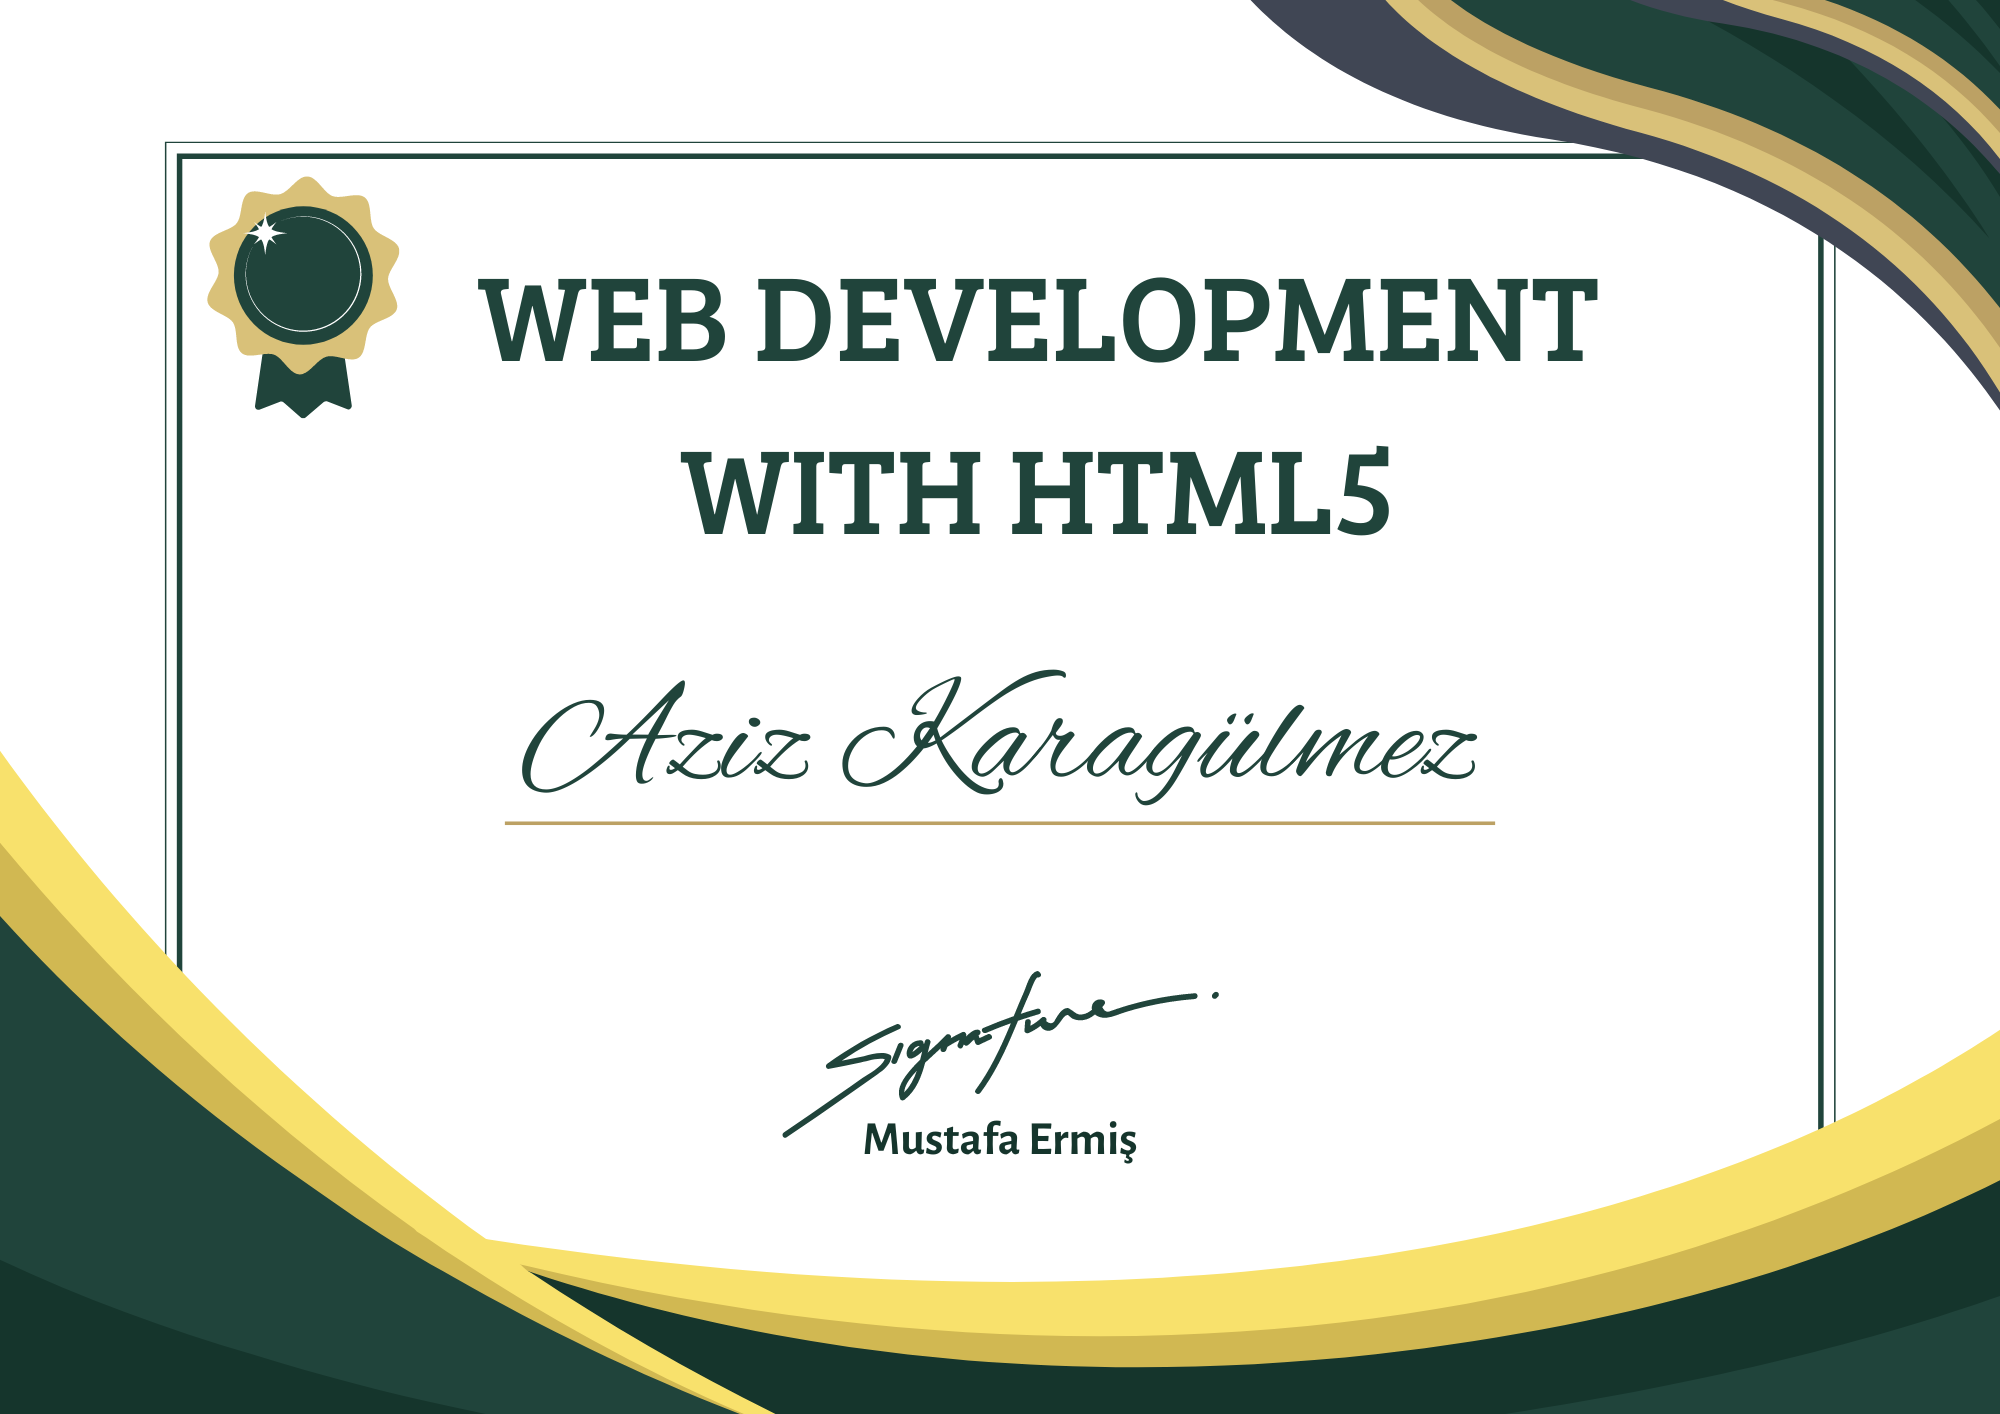 WEB DEVELOPMENT
WITH HTML5
Aziz Karagülmez
Signature
Mustafa Ermiş